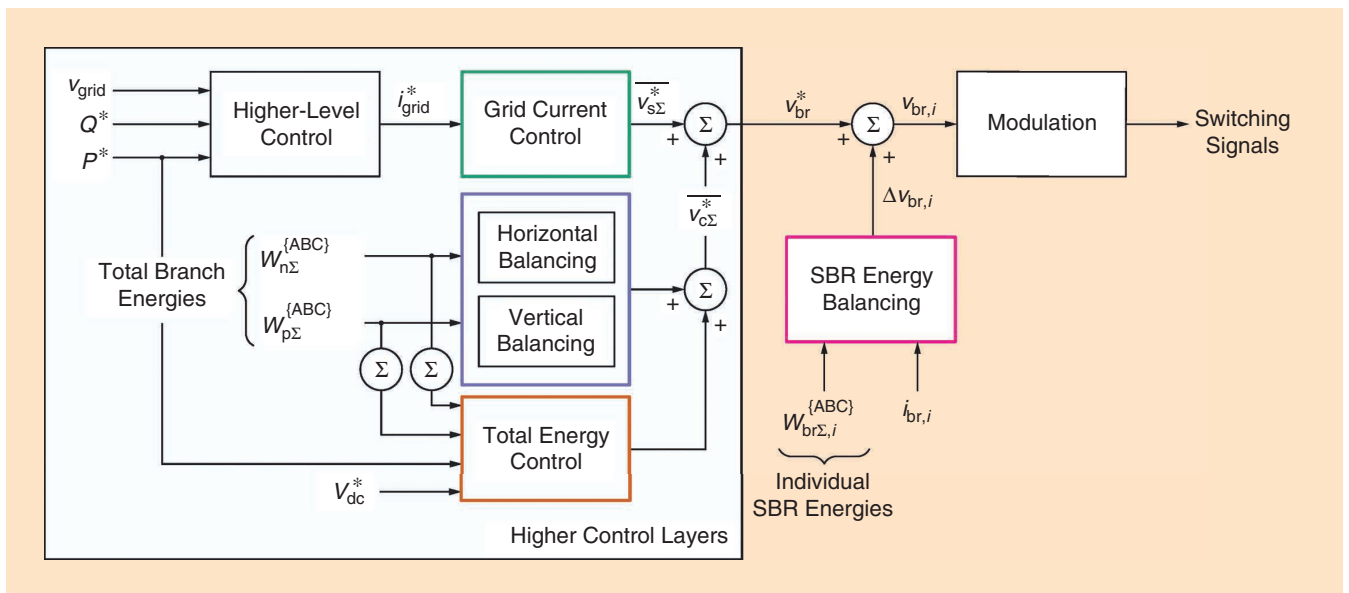 v_grid
Q*
P*
Higher-Level
Control
i*_grid
Grid Current
Control
v*_sΣ
Σ
+
+
v*_br
Σ
+
+
v_br,i
Modulation
Switching
Signals
Δv_br,i
v*_cΣ
Total Branch
Energies
W_nΣ^{ABC}
W_pΣ^{ABC}
Horizontal
Balancing
Vertical
Balancing
Σ
+
+
SBR Energy
Balancing
Σ
Σ
Total Energy
Control
V*_dc
W_brΣ,i^{ABC}
i_br,i
Individual
SBR Energies
Higher Control Layers